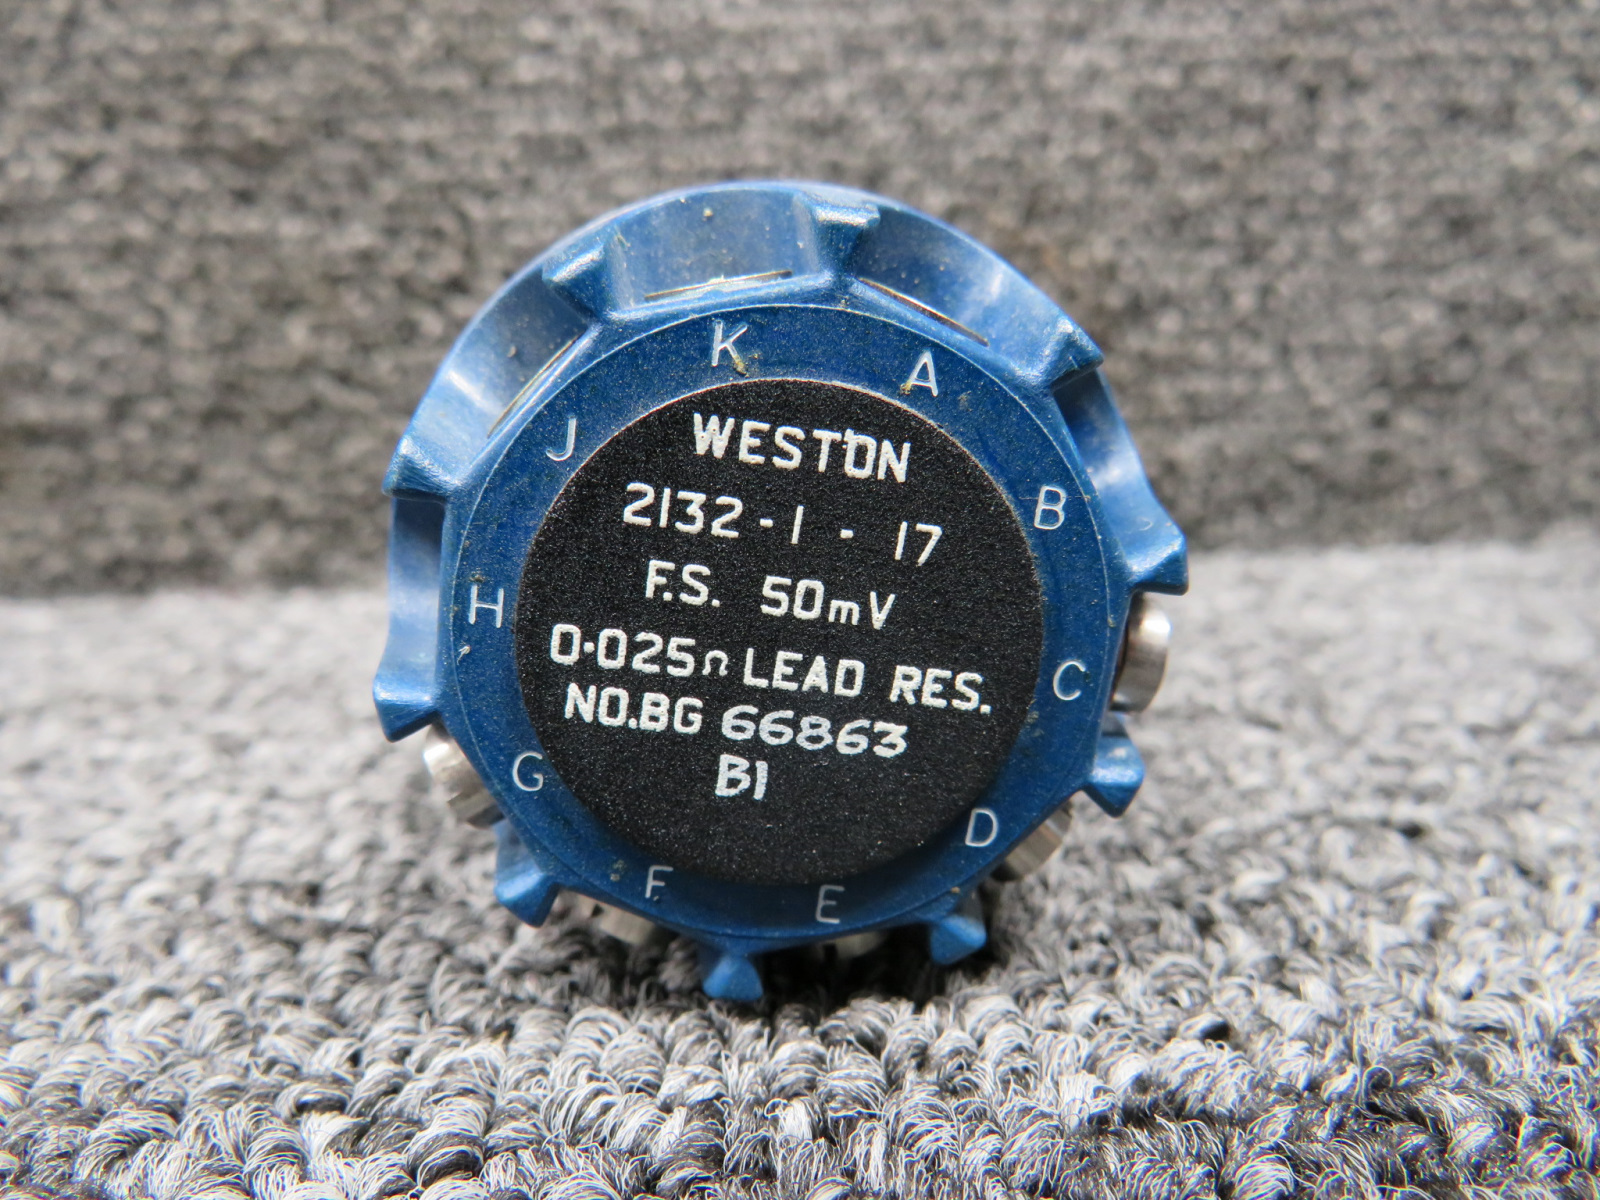 K
A
B
C
D
E
F
G
H
J
WESTON
2132-1-17
F.S. 50mV
0.025Ω LEAD RES.
NO.BG 66863
B1